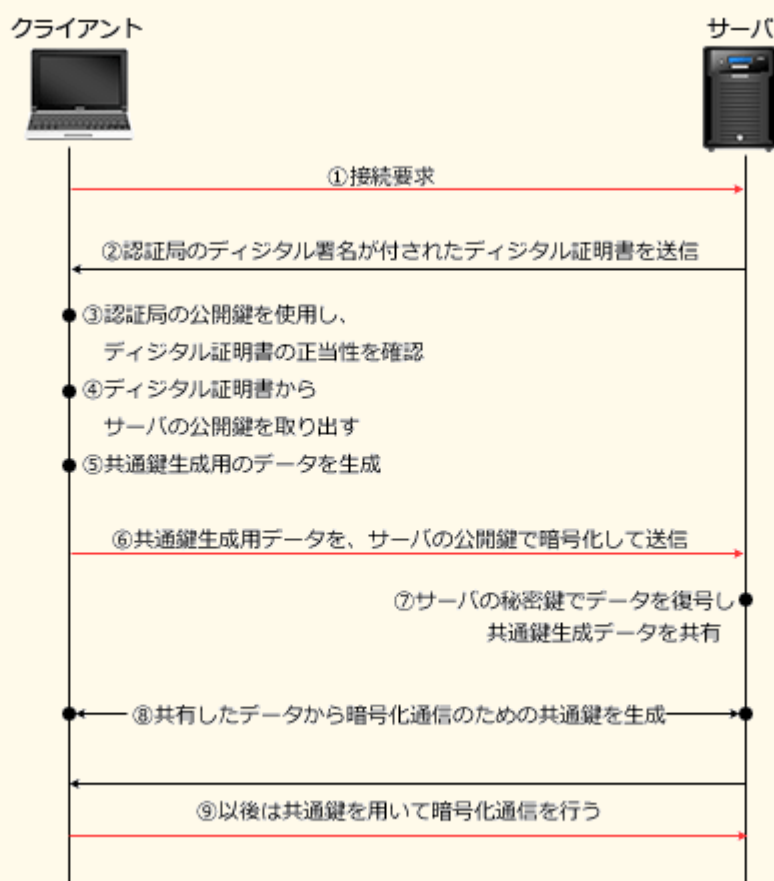 クライアント
サーバ
①接続要求
②認証局のディジタル署名が付されたディジタル証明書を送信
③認証局の公開鍵を使用し、
ディジタル証明書の正当性を確認
④ディジタル証明書から
サーバの公開鍵を取り出す
⑤共通鍵生成用のデータを生成
⑥共通鍵生成用データを、サーバの公開鍵で暗号化して送信
⑦サーバの秘密鍵でデータを復号し
共通鍵生成データを共有
⑧共有したデータから暗号化通信のための共通鍵を生成
⑨以後は共通鍵を用いて暗号化通信を行う